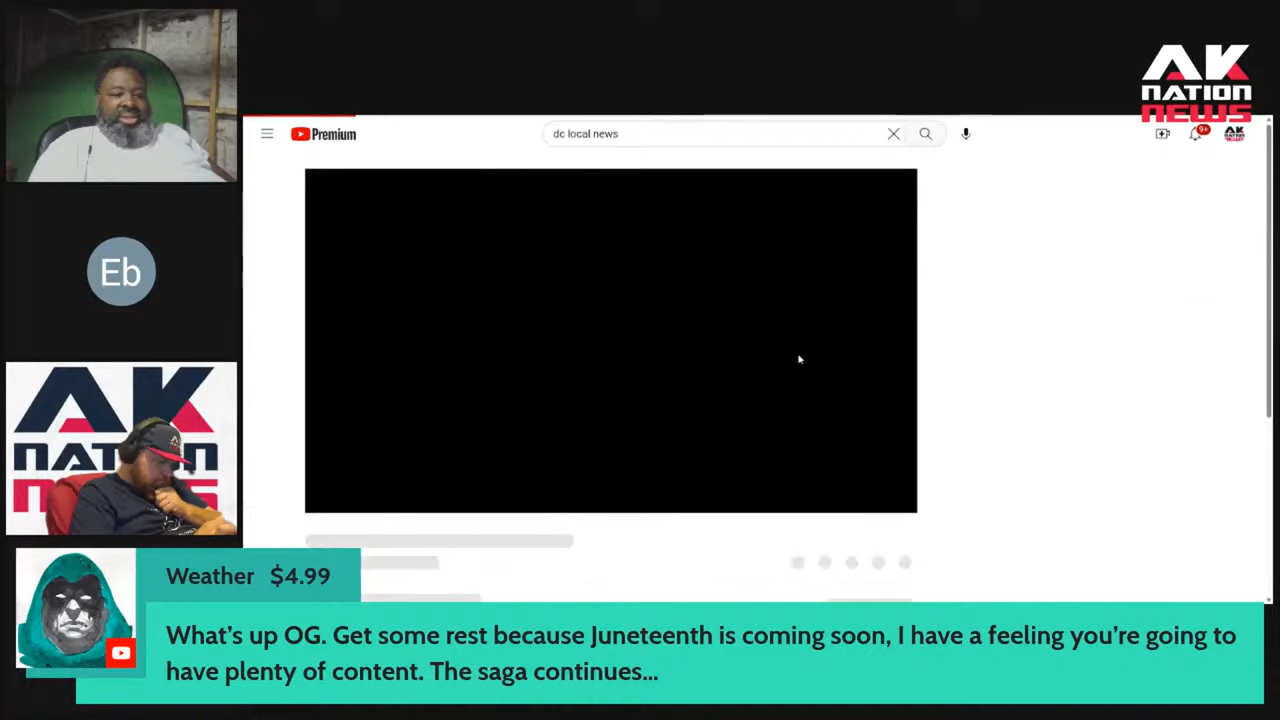 AK
NATION
NEWS
Premium
dc local news
9+
Eb
AK
NATION
Weather $4.99
What's up OG. Get some rest because Juneteenth is coming soon, I have a feeling you're going to
have plenty of content. The saga continues...